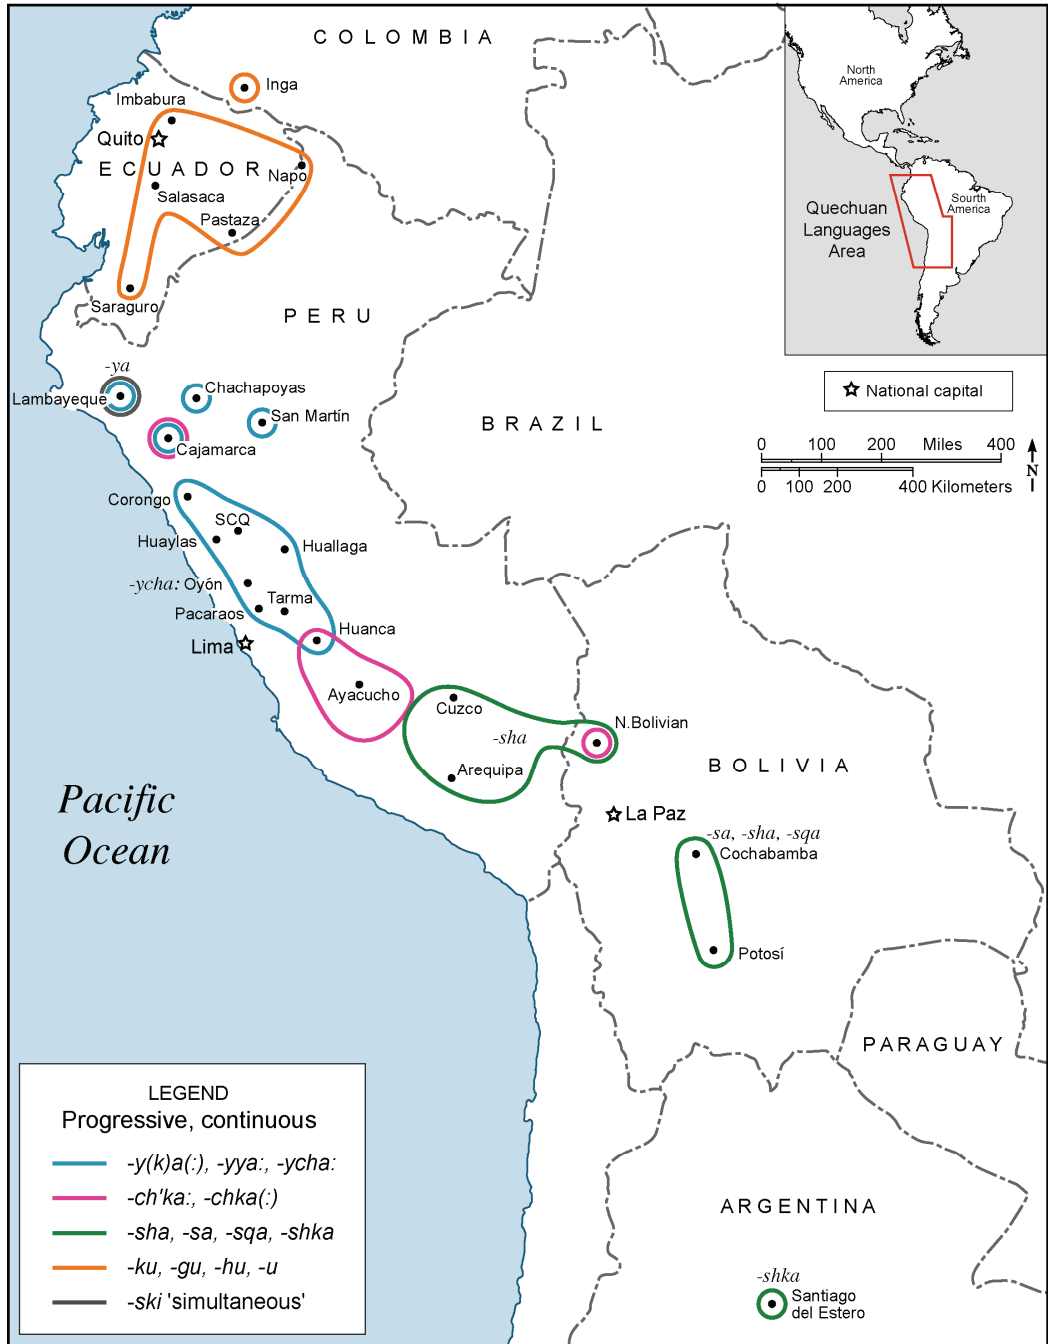 COLOMBIA
Inga
Imbabura
Quito
ECUADOR
Napo
Salasaca
Pastaza
Saraguro
PERU
North
America
South
America
Quechuan
Languages
Area
National capital
0 100 200 Miles 400
0 100 200 400 Kilometers
N
-ya
Lambayeque
Chachapoyas
San Martín
Cajamarca
BRAZIL
Corongo
SCQ
Huaylas
Huallaga
-ycha: Oyón
Tarma
Pacaraos
Huanca
Lima
Ayacucho
Cuzco
-sha
N.Bolivian
Arequipa
BOLIVIA
Pacific
Ocean
La Paz
-sa, -sha, -sqa
Cochabamba
Potosí
PARAGUAY
ARGENTINA
-shka
Santiago
del Estero
LEGEND
Progressive, continuous
-y(k)a(:), -yya:, -ycha:
-ch'ka:, -chka(:)
-sha, -sa, -sqa, -shka
-ku, -gu, -hu, -u
-ski 'simultaneous'